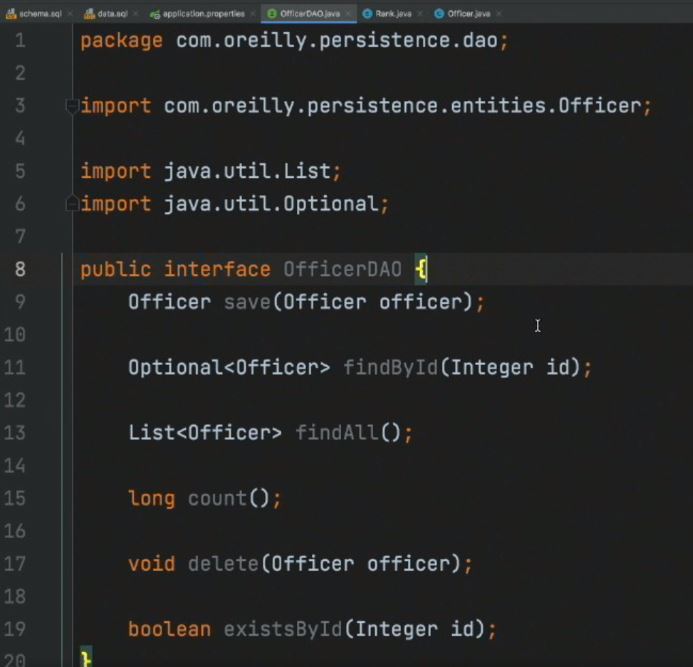 schema.sql data.sql application.properties OfficerDAO.java Rank.java Officer.java
1 package com.oreilly.persistence.dao;
2
3 import com.oreilly.persistence.entities.Officer;
4
5 import java.util.List;
6 import java.util.Optional;
7
8 public interface OfficerDAO {
9 Officer save(Officer officer);
10
11 Optional<Officer> findById(Integer id);
12
13 List<Officer> findAll();
14
15 long count();
16
17 void delete(Officer officer);
18
19 boolean existsById(Integer id);
20 }